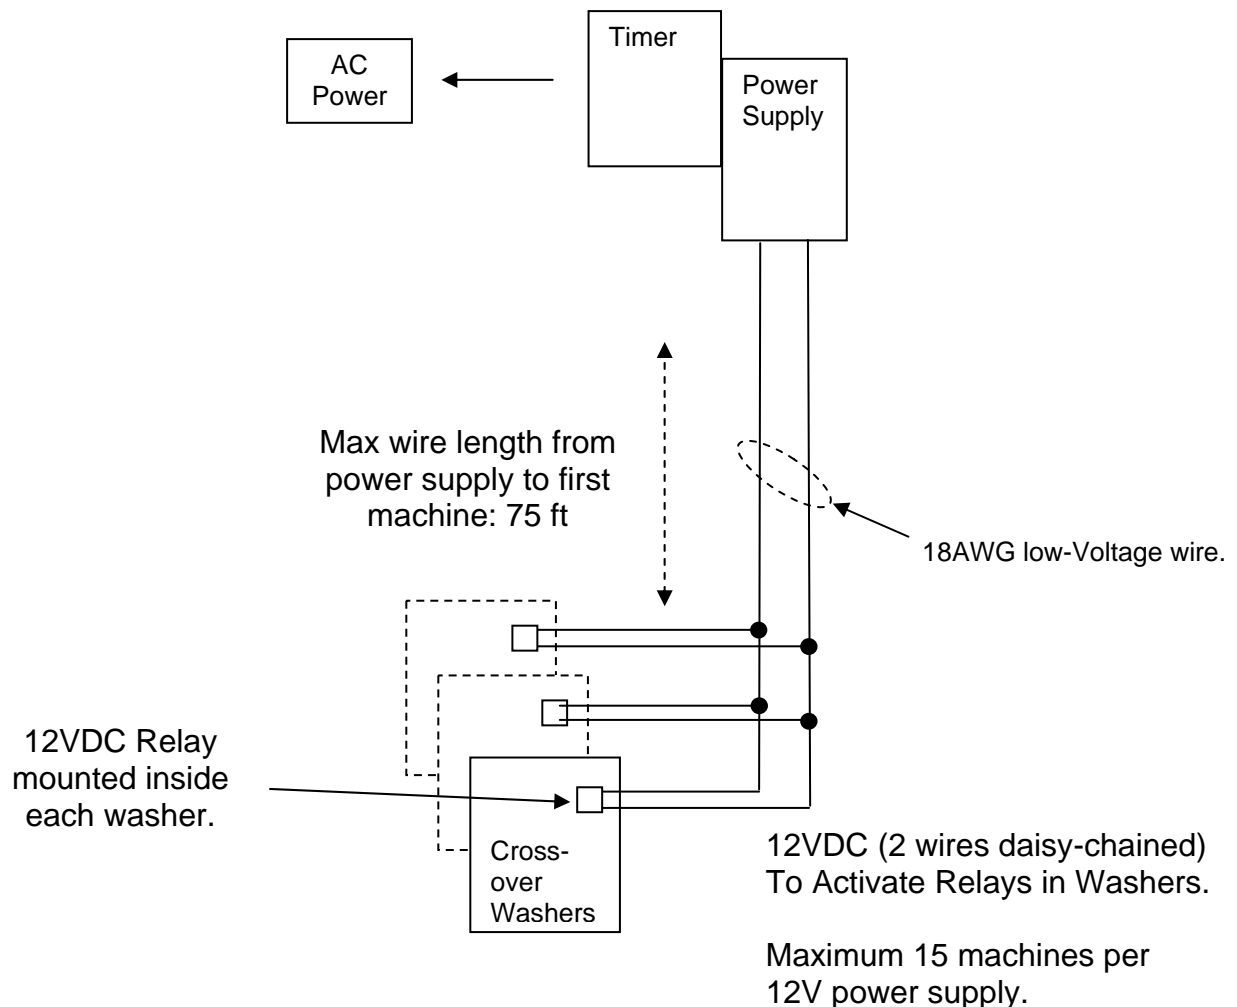 Timer
AC
Power
Power
Supply
Max wire length from
power supply to first
machine: 75 ft
18AWG low-Voltage wire.
12VDC Relay
mounted inside
each washer.
Cross-
over
Washers
12VDC (2 wires daisy-chained)
To Activate Relays in Washers.
Maximum 15 machines per
12V power supply.